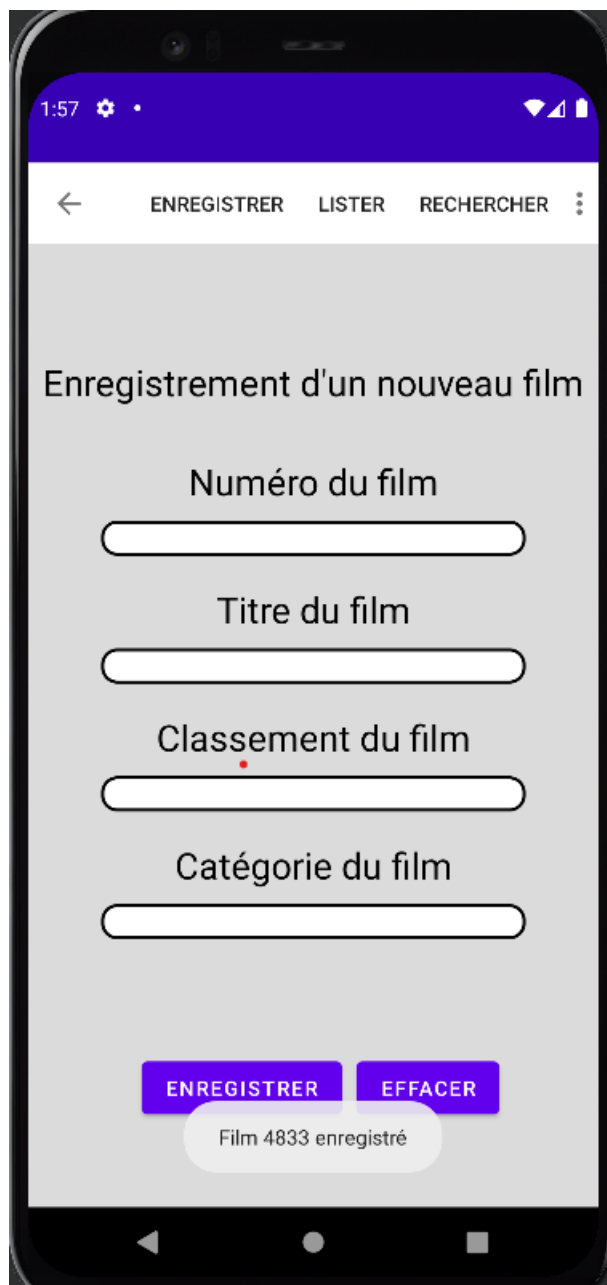 1:57
ENREGISTRER LISTER RECHERCHER
Enregistrement d'un nouveau film
Numéro du film
Titre du film
Classement du film
Catégorie du film
ENREGISTRER EFFACER
Film 4833 enregistré